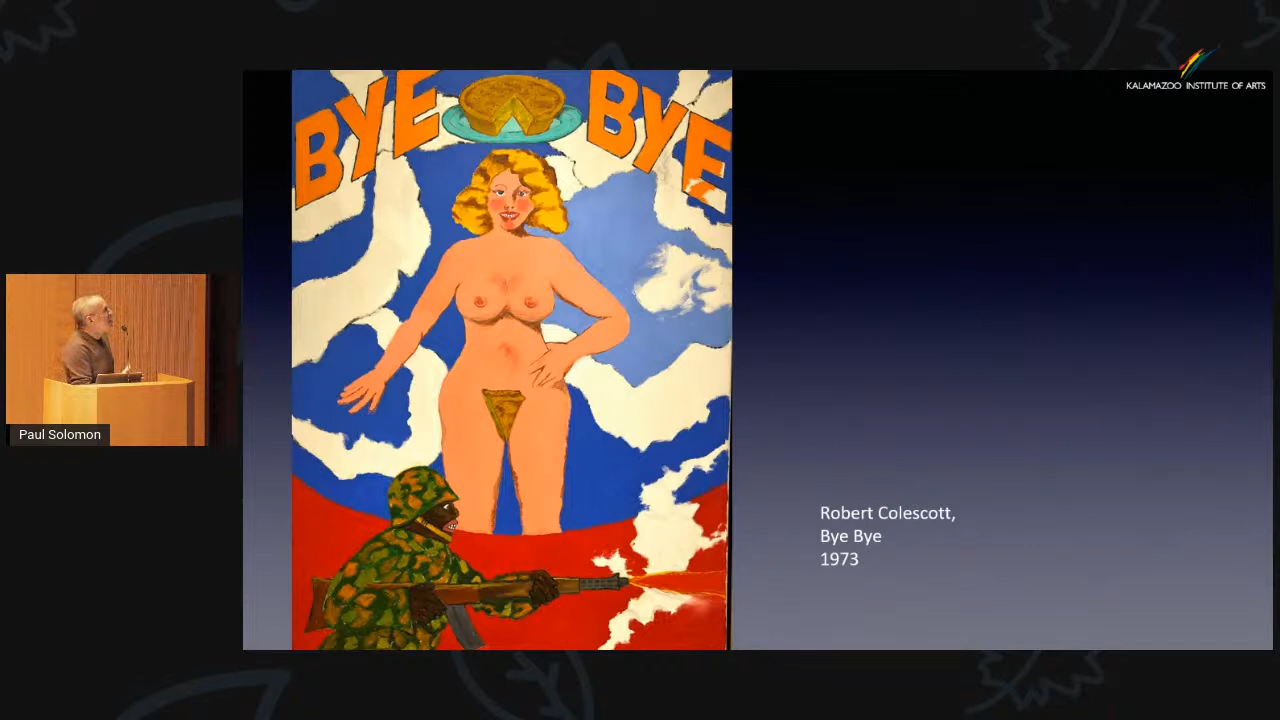 KALAMAZOO INSTITUTE OF ARTS
BYE BYE
Paul Solomon
Robert Colescott,
Bye Bye
1973